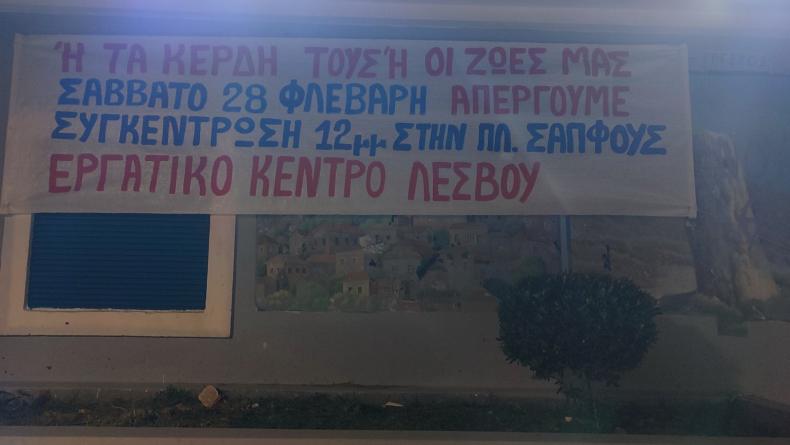 Ή ΤΑ ΚΕΡΔΗ ΤΟΥΣ Ή ΟΙ ΖΩΕΣ ΜΑΣ
ΣΑΒΒΑΤΟ 28 ΦΛΕΒΑΡΗ ΑΠΕΡΓΟΥΜΕ
ΣΥΓΚΕΝΤΡΩΣΗ 12μμ ΣΤΗΝ ΠΛ. ΣΑΠΦΟΥΣ
ΕΡΓΑΤΙΚΟ ΚΕΝΤΡΟ ΛΕΣΒΟΥ